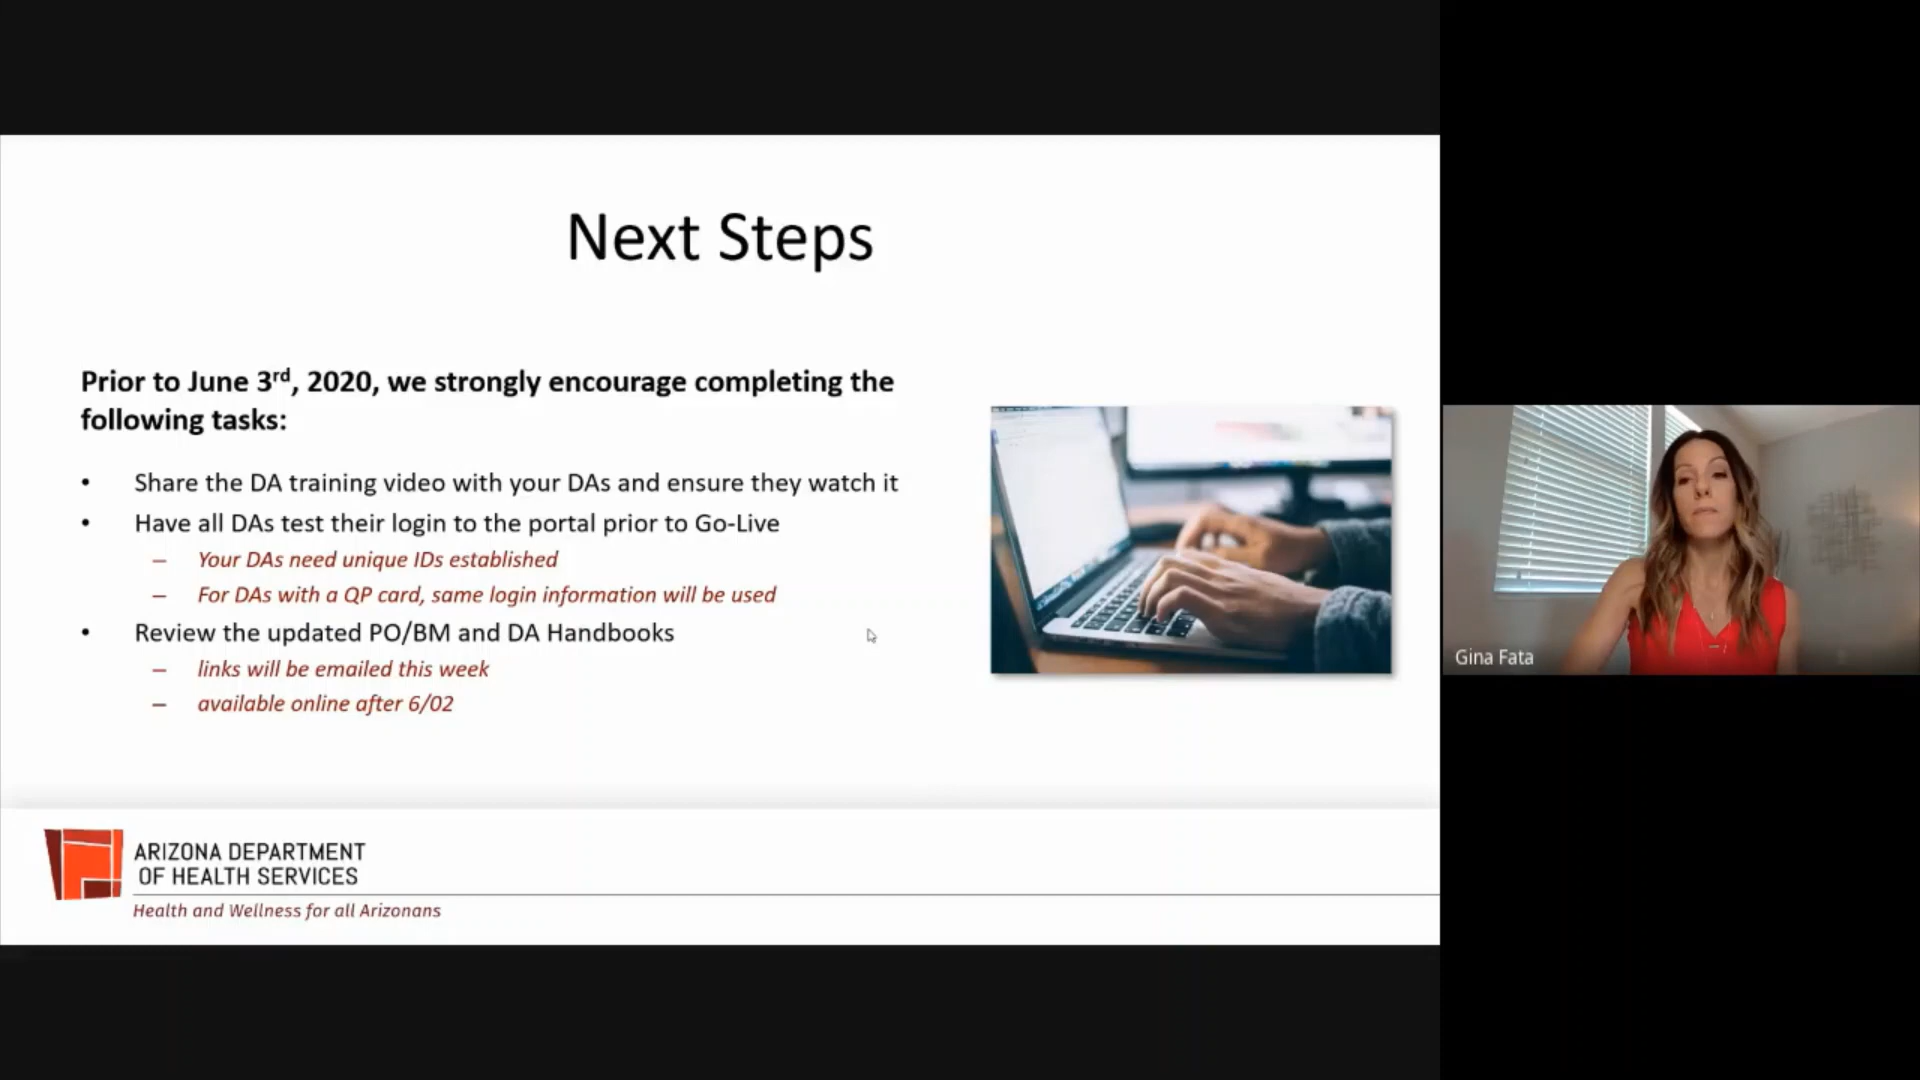 Next Steps
Prior to June 3rd, 2020, we strongly encourage completing the
following tasks:
• Share the DA training video with your DAs and ensure they watch it
• Have all DAs test their login to the portal prior to Go-Live
– Your DAs need unique IDs established
– For DAs with a QP card, same login information will be used
• Review the updated PO/BM and DA Handbooks
– links will be emailed this week
– available online after 6/02
Gina Fata
ARIZONA DEPARTMENT
OF HEALTH SERVICES
Health and Wellness for all Arizonans